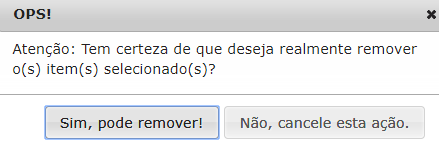 OPS!
Atenção: Tem certeza de que deseja realmente remover
o(s) item(s) selecionado(s)?
Sim, pode remover! Não, cancele esta ação.